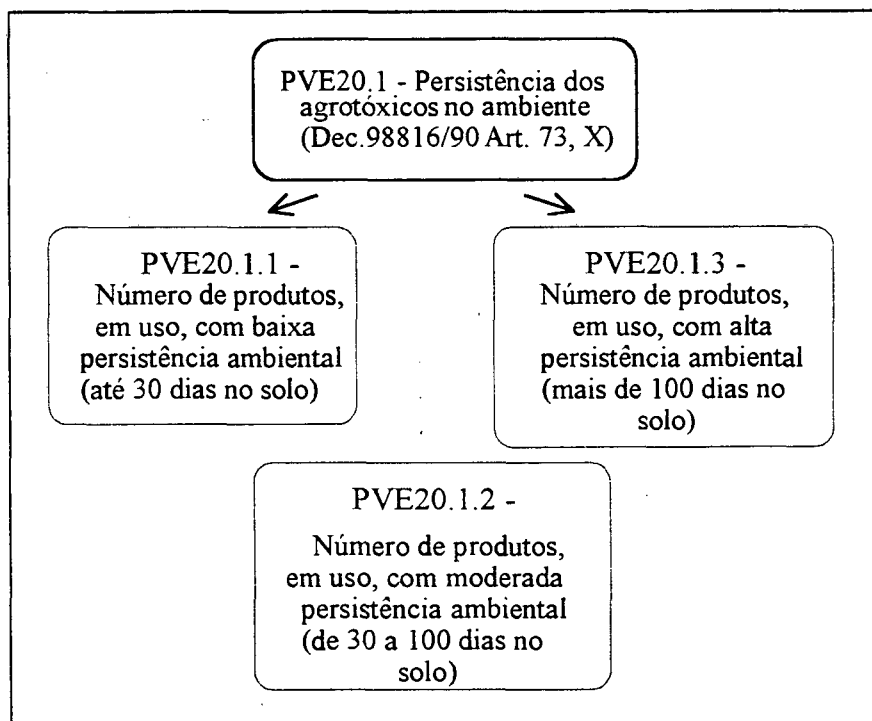 PVE20.1 - Persistência dos
agrotóxicos no ambiente
(Dec.98816/90 Art. 73, X)
PVE20.1.1 -
Número de produtos,
em uso, com baixa
persistência ambiental
(até 30 dias no solo)
PVE20.1.3 -
Número de produtos,
em uso, com alta
persistência ambiental
(mais de 100 dias no
solo)
PVE20.1.2 -
Número de produtos,
em uso, com moderada
persistência ambiental
(de 30 a 100 dias no
solo)